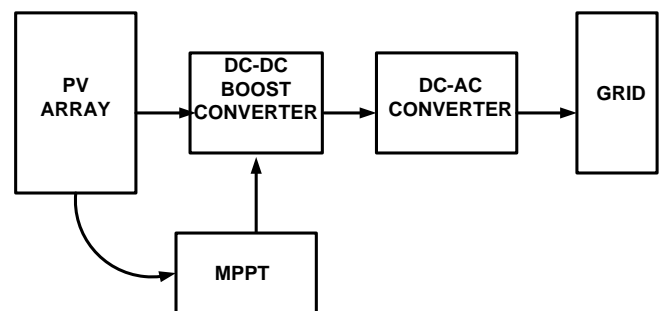 PV
ARRAY
DC-DC
BOOST
CONVERTER
DC-AC
CONVERTER
GRID
MPPT